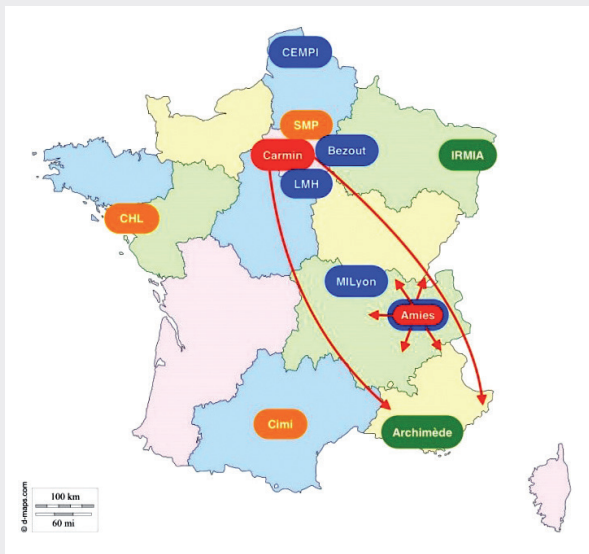 CEMPI
SMP
Carmin
Bezout
IRMIA
LMH
CHL
MILyon
Amies
Cimi
Archimède
100 km
60 mi
© d-maps.com